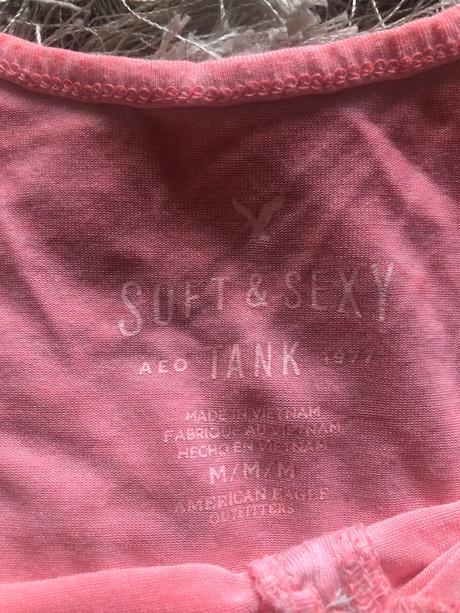 SOFT & SEXY
AEO TANK 1977
MADE IN VIETNAM
FABRIQUÉ AU VIETNAM
HECHO EN VIETNAM
M/M/M
AMERICAN EAGLE
OUTFITTERS